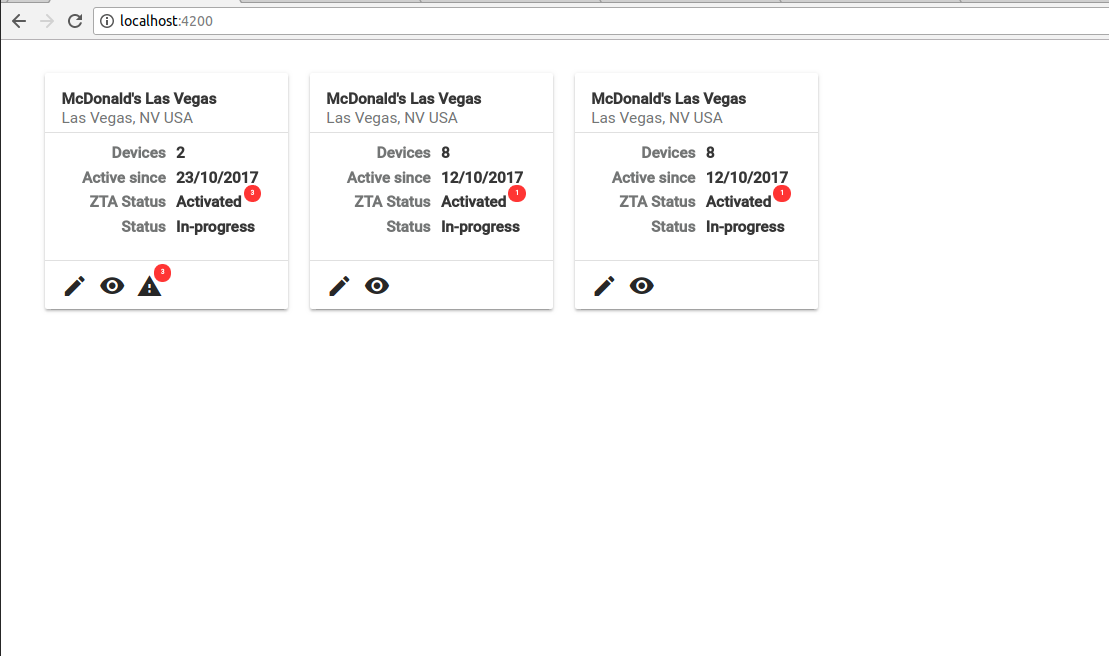 localhost:4200
McDonald's Las Vegas
Las Vegas, NV USA
Devices 2
Active since 23/10/2017
ZTA Status Activated 3
Status In-progress
3
McDonald's Las Vegas
Las Vegas, NV USA
Devices 8
Active since 12/10/2017
ZTA Status Activated 1
Status In-progress
McDonald's Las Vegas
Las Vegas, NV USA
Devices 8
Active since 12/10/2017
ZTA Status Activated 1
Status In-progress